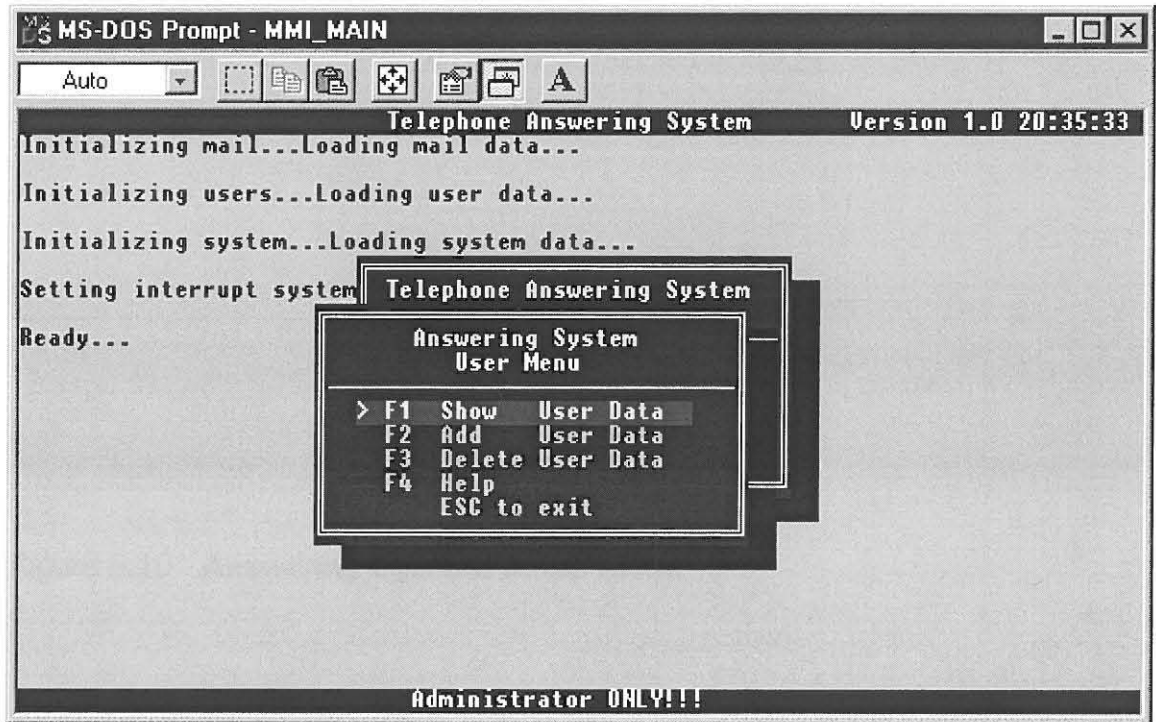 MS-DOS Prompt - MMI_MAIN
Auto
A
Telephone Answering System Version 1.0 20:35:33
Initializing mail...Loading mail data...
Initializing users...Loading user data...
Initializing system...Loading system data...
Setting interrupt system
Ready...
Telephone Answering System
Answering System
User Menu
> F1 Show User Data
F2 Add User Data
F3 Delete User Data
F4 Help
ESC to exit
Administrator ONLY!!!